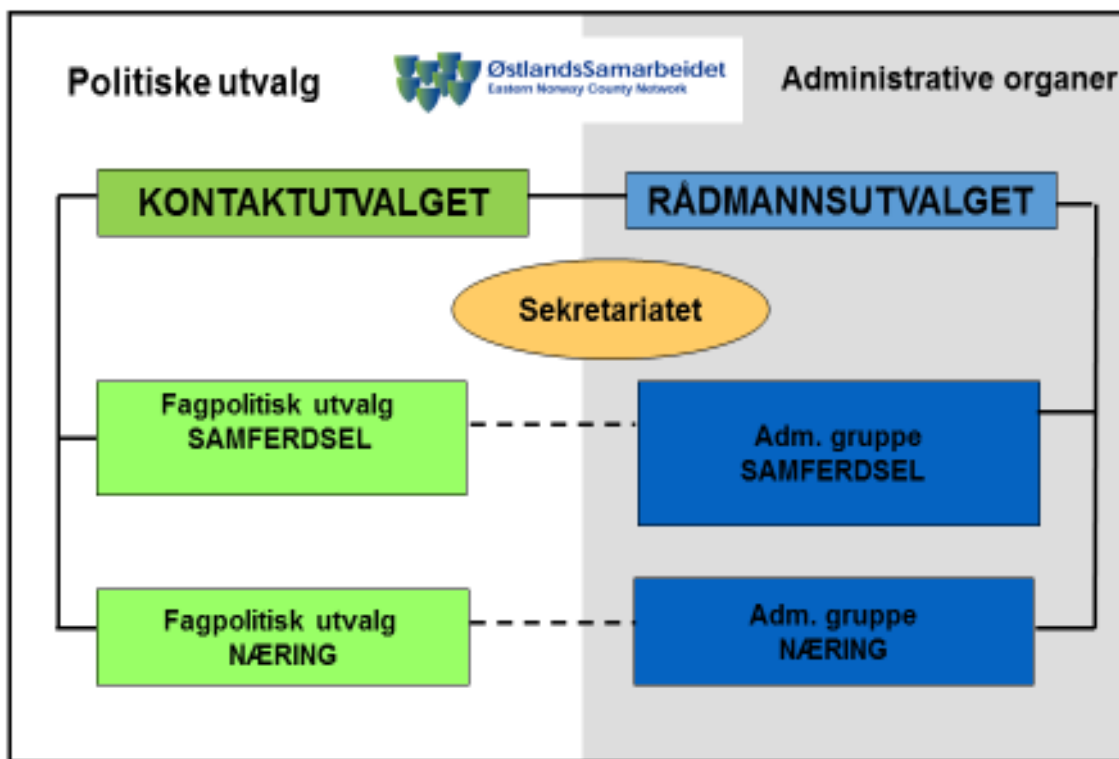 Politiske utvalg
ØstlandsSamarbeidet
Eastern Norway County Network
Administrative organer
KONTAKTUTVALGET
RÅDMANNSUTVALGET
Sekretariatet
Fagpolitisk utvalg
SAMFERDSEL
Adm. gruppe
SAMFERDSEL
Fagpolitisk utvalg
NÆRING
Adm. gruppe
NÆRING